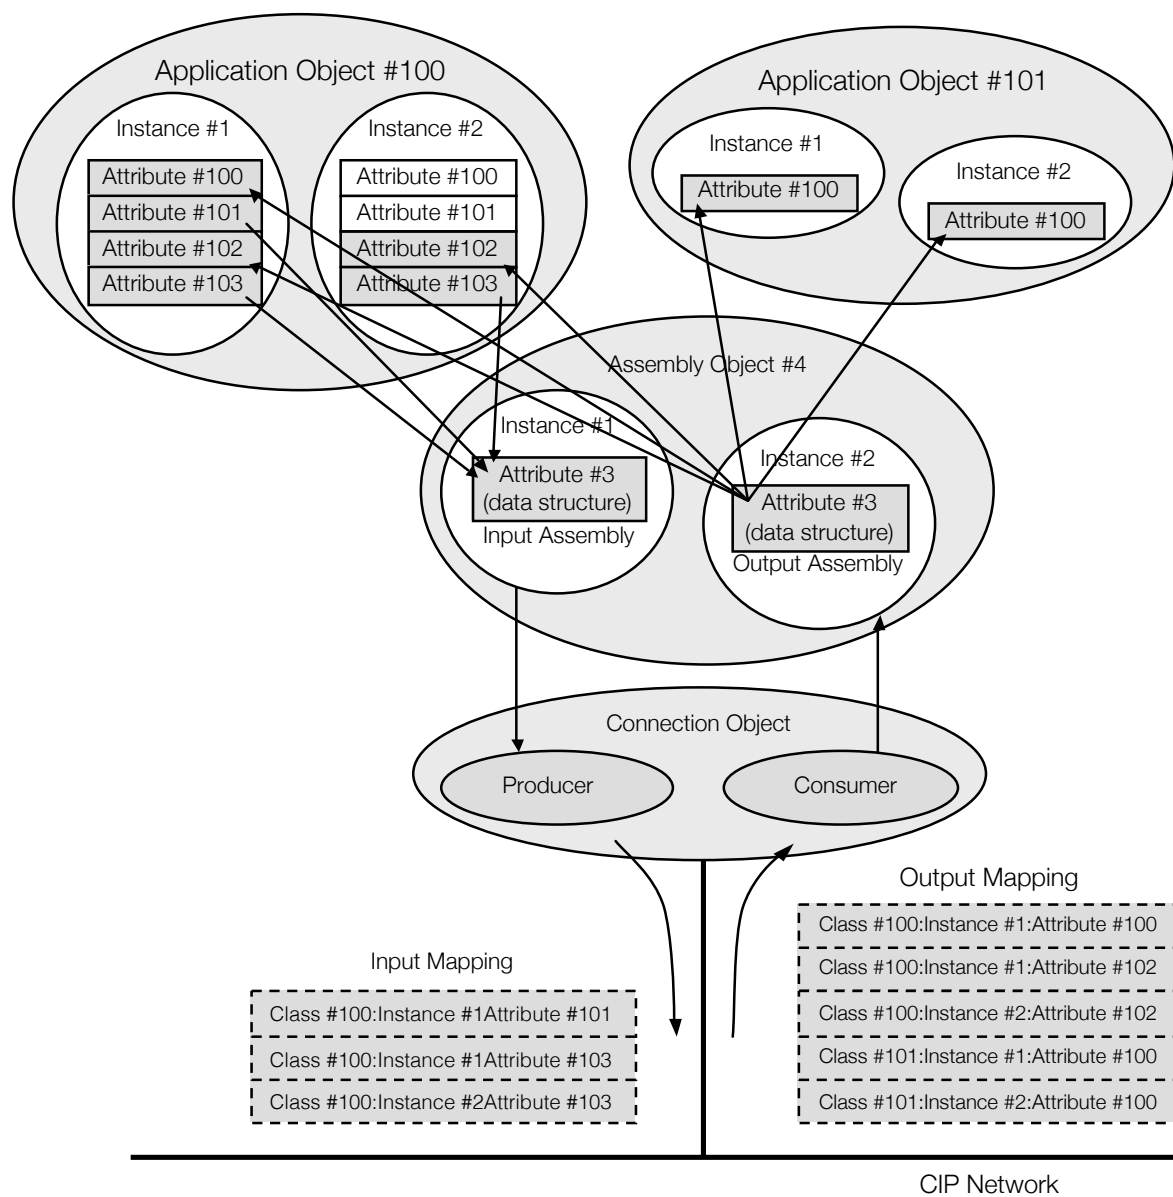 Application Object #100
Instance #1
Attribute #100
Attribute #101
Attribute #102
Attribute #103
Instance #2
Attribute #100
Attribute #101
Attribute #102
Attribute #103
Application Object #101
Instance #1
Attribute #100
Instance #2
Attribute #100
Assembly Object #4
Instance #1
Attribute #3
(data structure)
Input Assembly
Instance #2
Attribute #3
(data structure)
Output Assembly
Connection Object
Producer
Consumer
Input Mapping
Class #100:Instance #1Attribute #101
Class #100:Instance #1Attribute #103
Class #100:Instance #2Attribute #103
Output Mapping
Class #100:Instance #1:Attribute #100
Class #100:Instance #1:Attribute #102
Class #100:Instance #2:Attribute #102
Class #101:Instance #1:Attribute #100
Class #101:Instance #2:Attribute #100
CIP Network